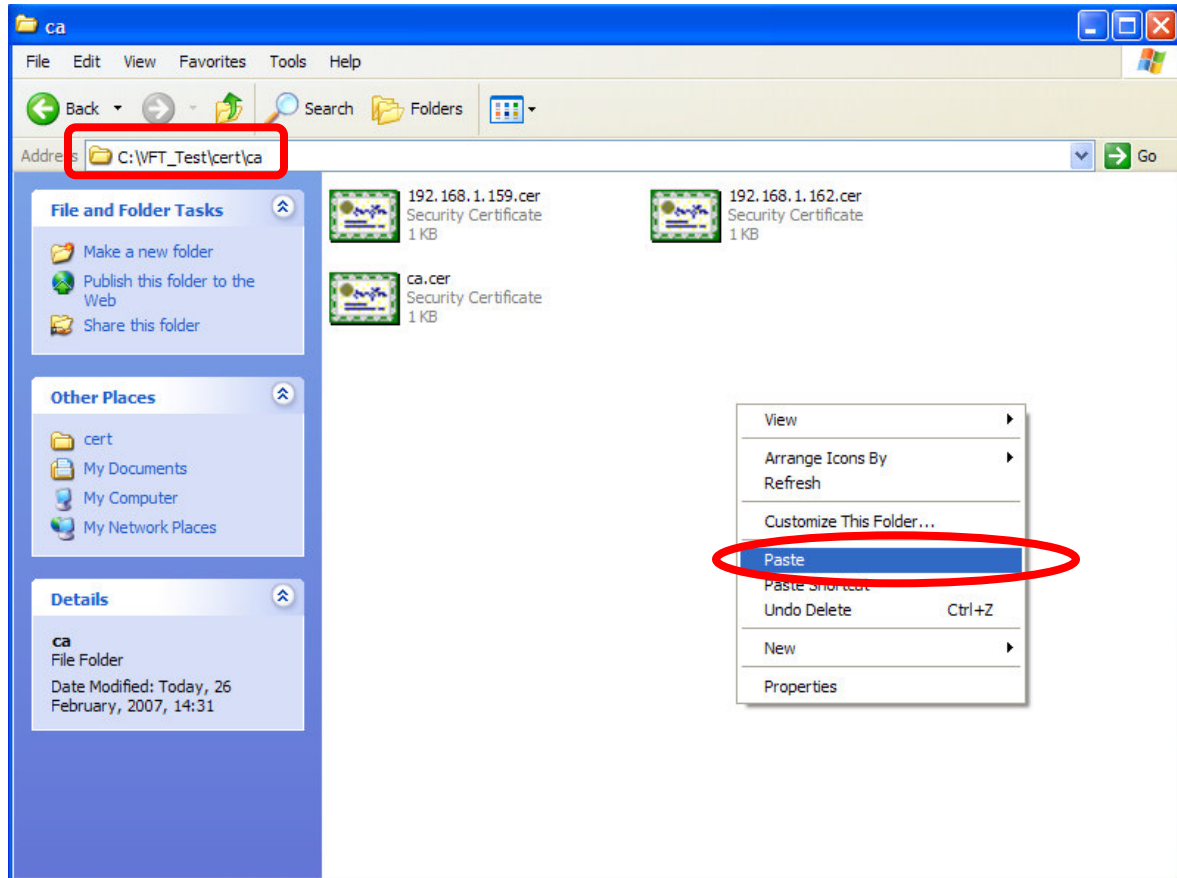 ca
File Edit View Favorites Tools Help
Back Search Folders
Address C:\VFT_Test\cert\ca Go
File and Folder Tasks
Make a new folder
Publish this folder to the
Web
Share this folder
Other Places
cert
My Documents
My Computer
My Network Places
Details
ca
File Folder
Date Modified: Today, 26
February, 2007, 14:31
192.168.1.159.cer
Security Certificate
1 KB
192.168.1.162.cer
Security Certificate
1 KB
ca.cer
Security Certificate
1 KB
View
Arrange Icons By
Refresh
Customize This Folder...
Paste
Paste Shortcut
Undo Delete Ctrl+Z
New
Properties